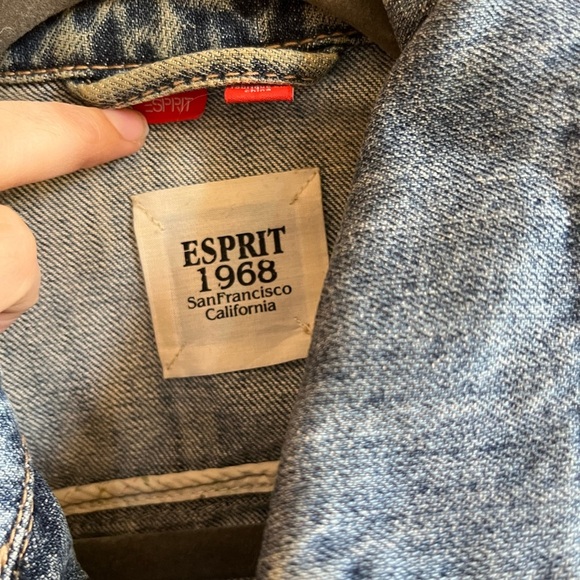 ESPRIT
ESPRIT
1968
SanFrancisco
California